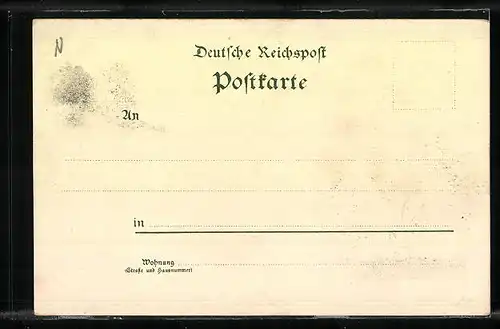 N
Deutsche Reichspost
Postkarte
An
in
Wohnung
(Straße und Hausnummer)